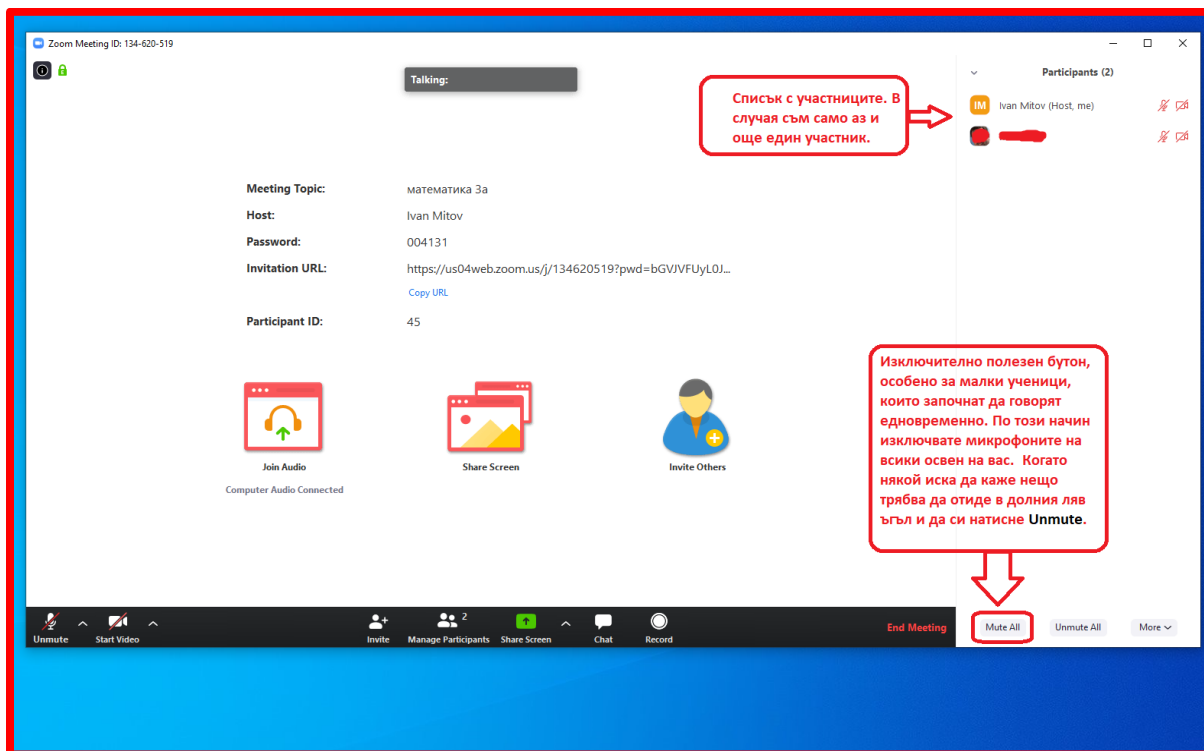 Zoom Meeting ID: 134-620-519
Talking:
Participants (2)
Списък с участниците. В
случая съм само аз и
още един участник.
IM Ivan Mitov (Host, me)
Meeting Topic: математика 3а
Host: Ivan Mitov
Password: 004131
Invitation URL: https://us04web.zoom.us/j/134620519?pwd=bGVJVFUyL0J...
Copy URL
Participant ID: 45
Join Audio
Computer Audio Connected
Share Screen
Invite Others
Изключително полезен бутон,
особено за малки ученици,
които започнат да говорят
едновременно. По този начин
изключвате микрофоните на
всики освен на вас. Когато
някой иска да каже нещо
трябва да отиде в долния ляв
ъгъл и да си натисне Unmute.
Unmute Start Video Invite Manage Participants 2 Share Screen Chat Record End Meeting
Mute All Unmute All More